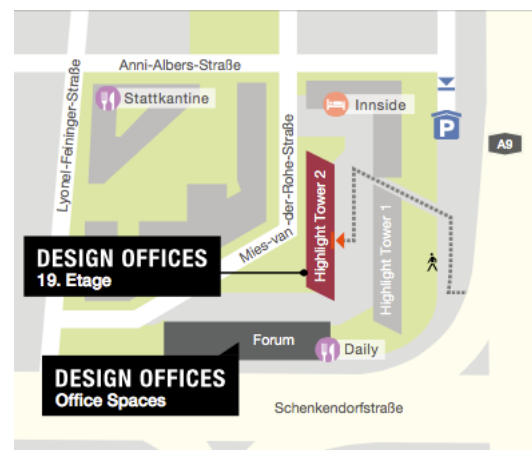 Anni-Albers-Straße
Lyonel-Feininger-Straße
Stattkantine
Innside
P
A9
Mies-van-der-Rohe-Straße
Highlight Tower 2
Highlight Tower 1
DESIGN OFFICES
19. Etage
Forum
Daily
DESIGN OFFICES
Office Spaces
Schenkendorfstraße